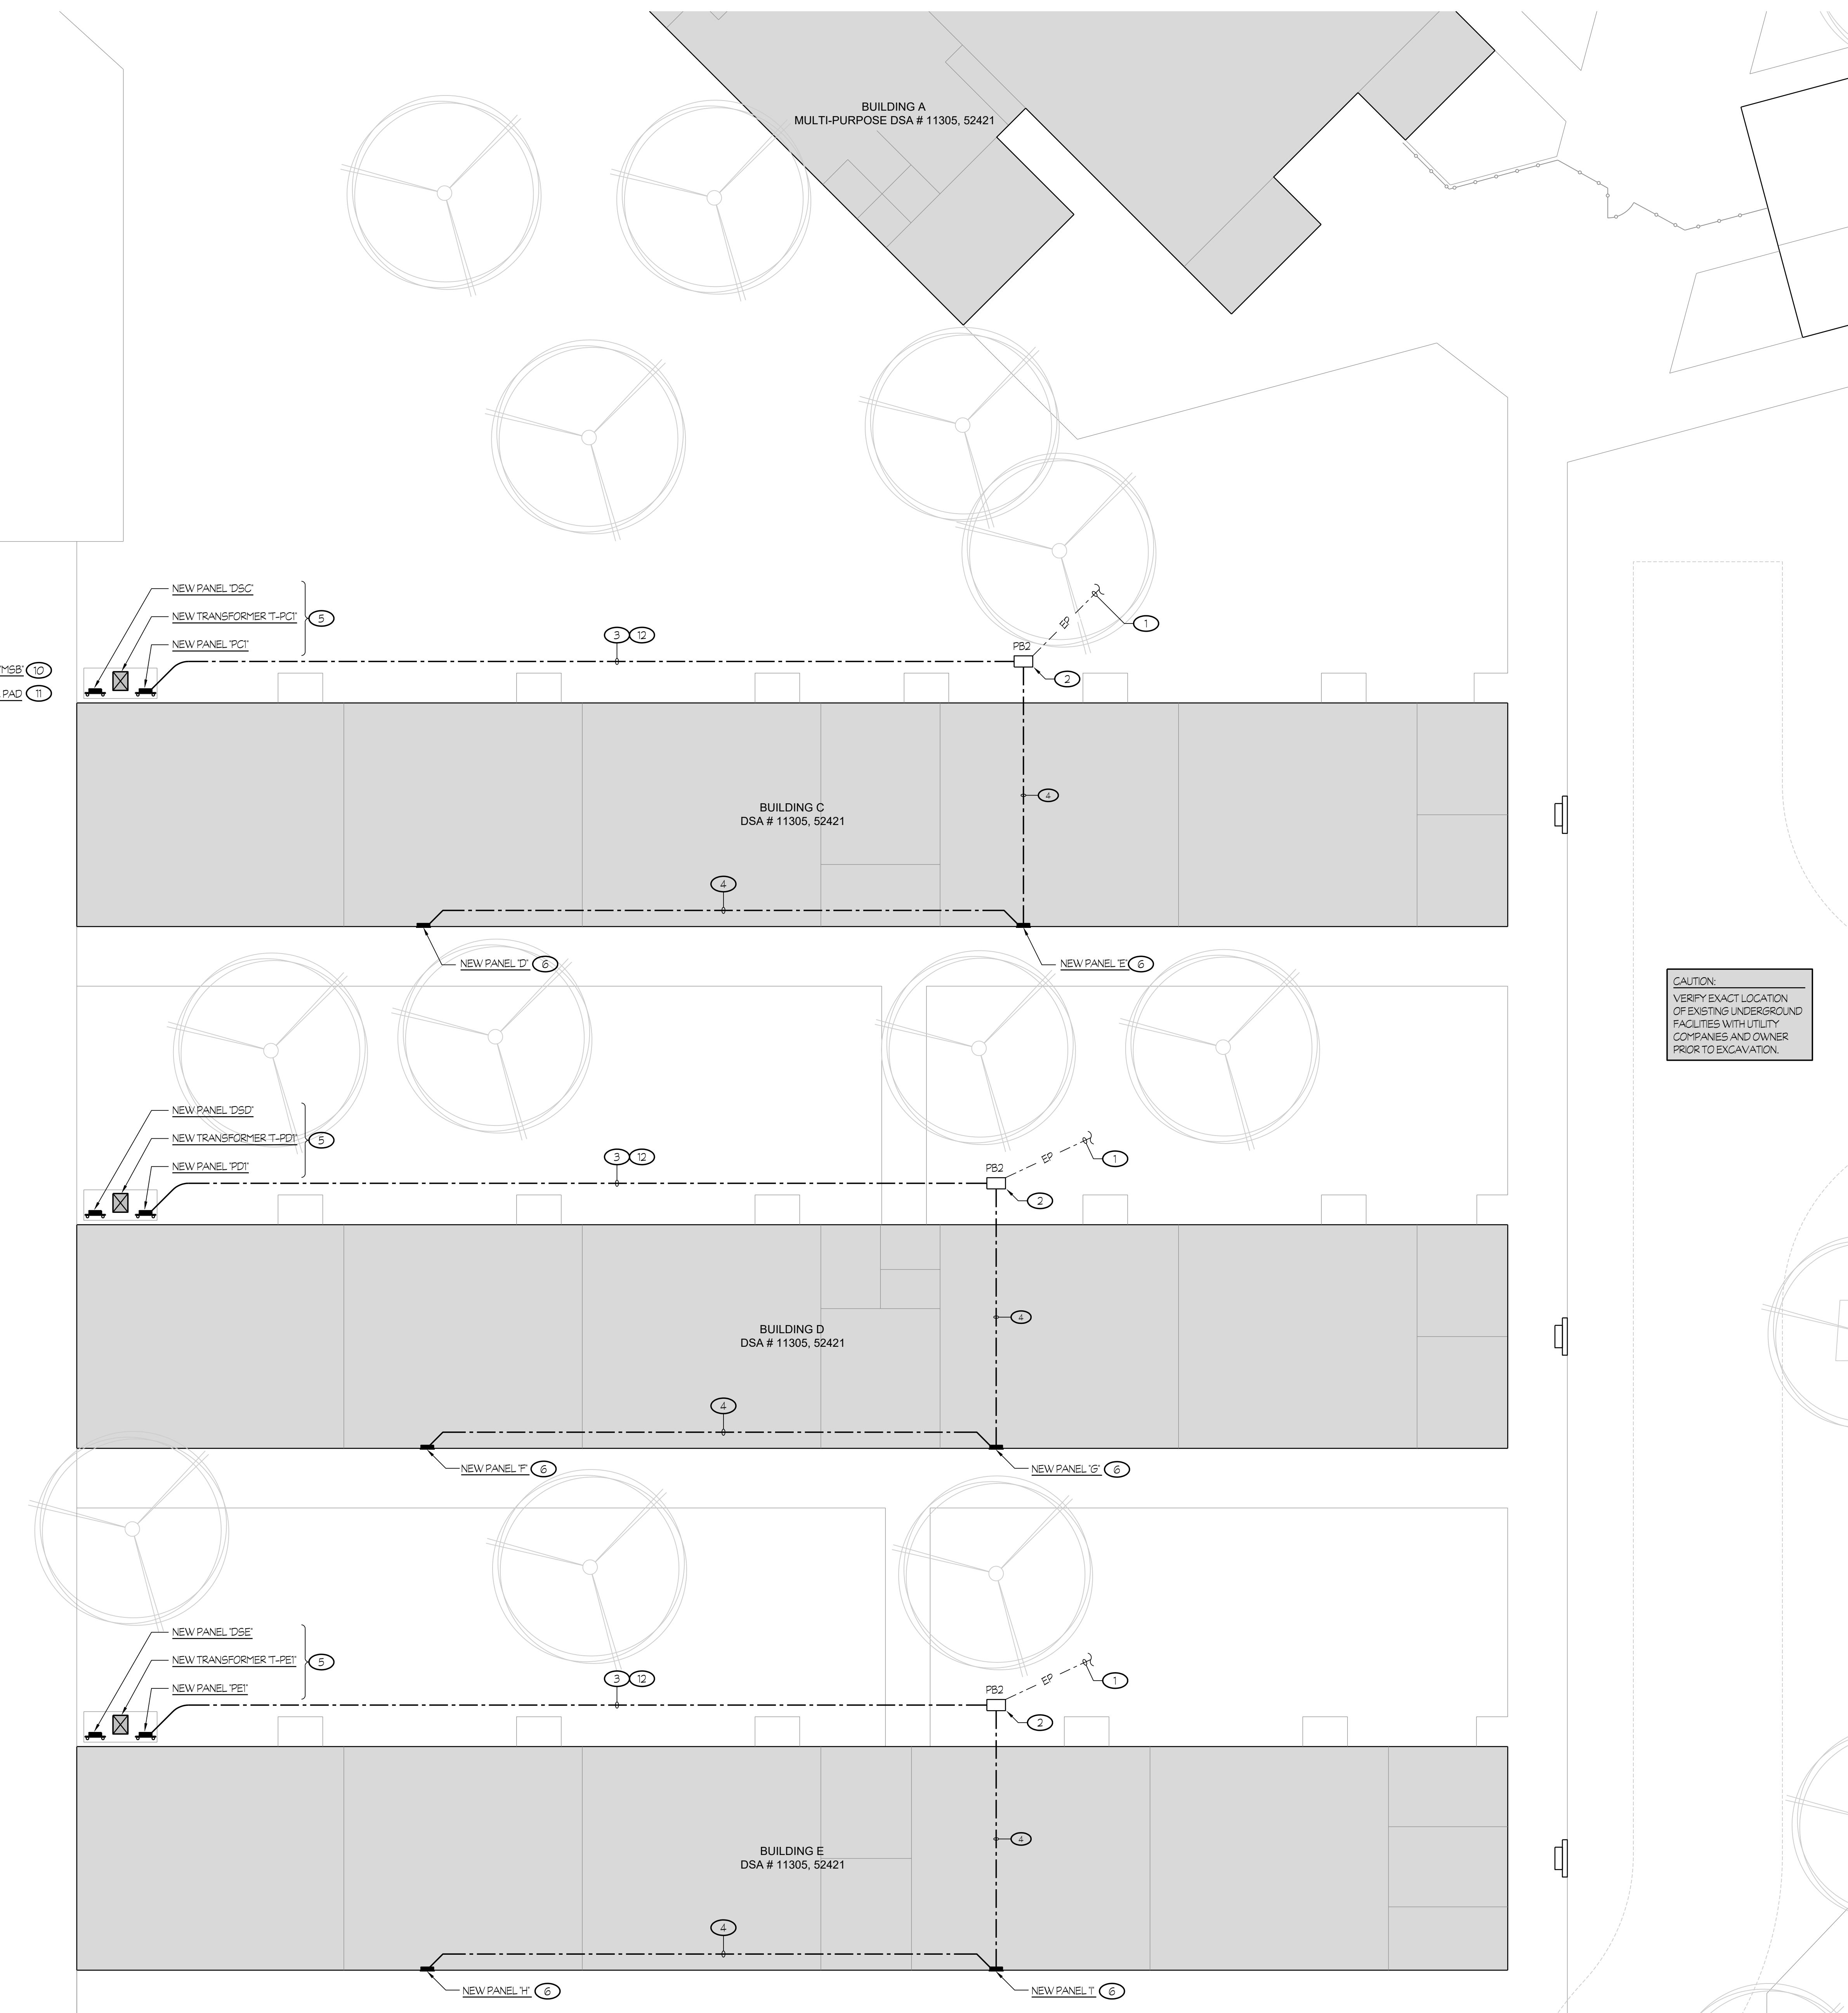 BUILDING A
MULTI-PURPOSE DSA # 11305, 52421
NEW PANEL "DSC"
NEW TRANSFORMER "T-PC1"
NEW PANEL "PC1"
5
MSB" 10
PAD 11
3 12
EP
1
PB2
2
BUILDING C
DSA # 11305, 52421
4
4
NEW PANEL "D" 6
NEW PANEL "E" 6
CAUTION:
VERIFY EXACT LOCATION
OF EXISTING UNDERGROUND
FACILITIES WITH UTILITY
COMPANIES AND OWNER
PRIOR TO EXCAVATION.
NEW PANEL "DSD"
NEW TRANSFORMER "T-PD1"
NEW PANEL "PD1"
5
3 12
EP
1
PB2
2
BUILDING D
DSA # 11305, 52421
4
4
NEW PANEL "F" 6
NEW PANEL "G" 6
NEW PANEL "DSE"
NEW TRANSFORMER "T-PE1"
NEW PANEL "PE1"
5
3 12
EP
1
PB2
2
BUILDING E
DSA # 11305, 52421
4
4
NEW PANEL "H" 6
NEW PANEL "I" 6